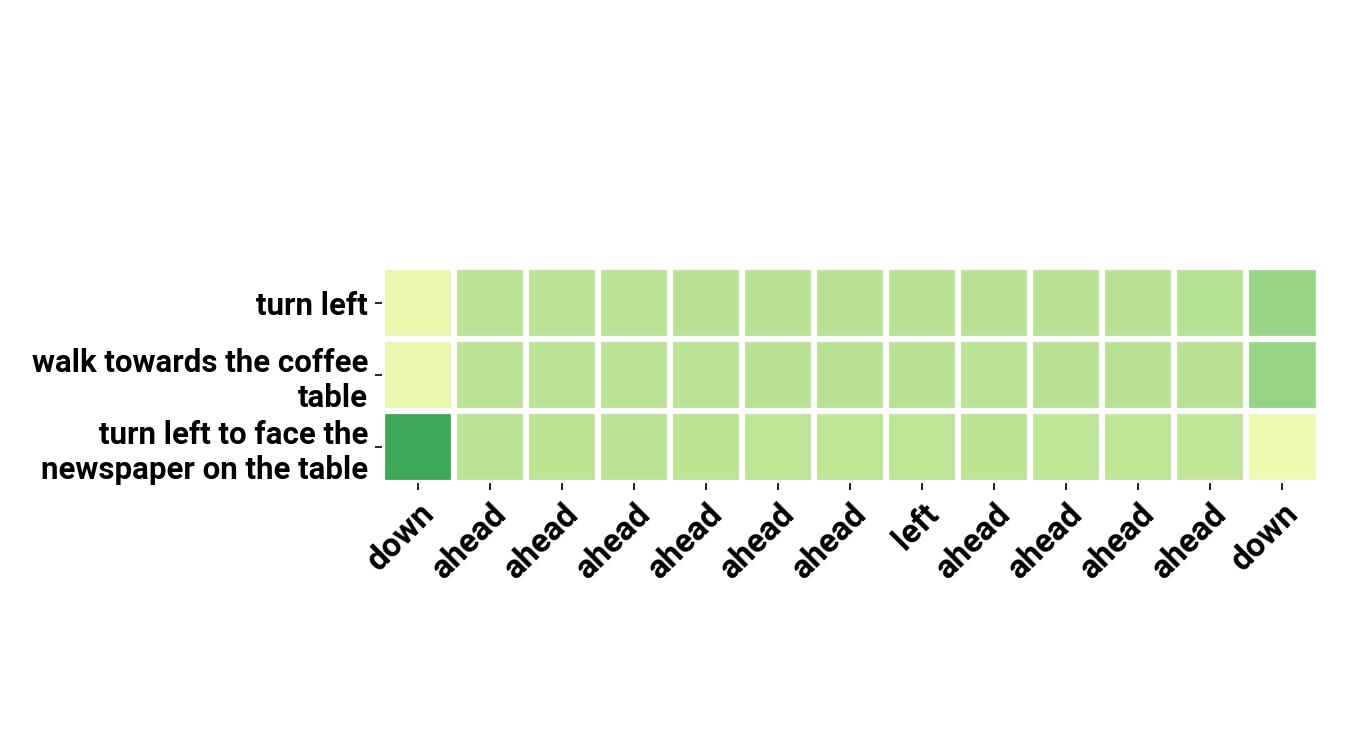 turn left
walk towards the coffee
table
turn left to face the
newspaper on the table
down
ahead
ahead
ahead
ahead
ahead
ahead
left
ahead
ahead
ahead
ahead
down